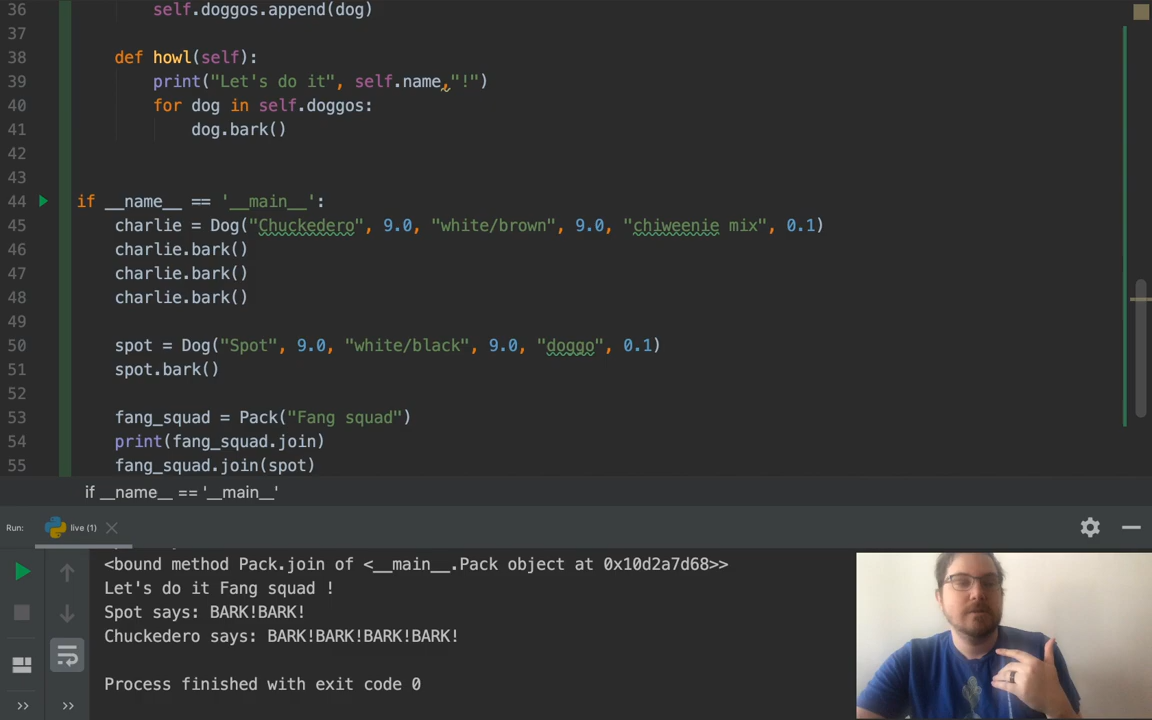 36 self.doggos.append(dog)
37
38 def howl(self):
39 print("Let's do it", self.name,"!")
40 for dog in self.doggos:
41 dog.bark()
42
43
44 if __name__ == '__main__':
45 charlie = Dog("Chuckedero", 9.0, "white/brown", 9.0, "chiweenie mix", 0.1)
46 charlie.bark()
47 charlie.bark()
48 charlie.bark()
49
50 spot = Dog("Spot", 9.0, "white/black", 9.0, "doggo", 0.1)
51 spot.bark()
52
53 fang_squad = Pack("Fang squad")
54 print(fang_squad.join)
55 fang_squad.join(spot)
if __name__ == '__main__'
Run: live (1)
<bound method Pack.join of <__main__.Pack object at 0x10d2a7d68>>
Let's do it Fang squad !
Spot says: BARK!BARK!
Chuckedero says: BARK!BARK!BARK!BARK!
Process finished with exit code 0